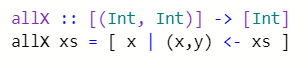 allX :: [(Int, Int)] -> [Int]
allX xs = [ x | (x,y) <- xs ]